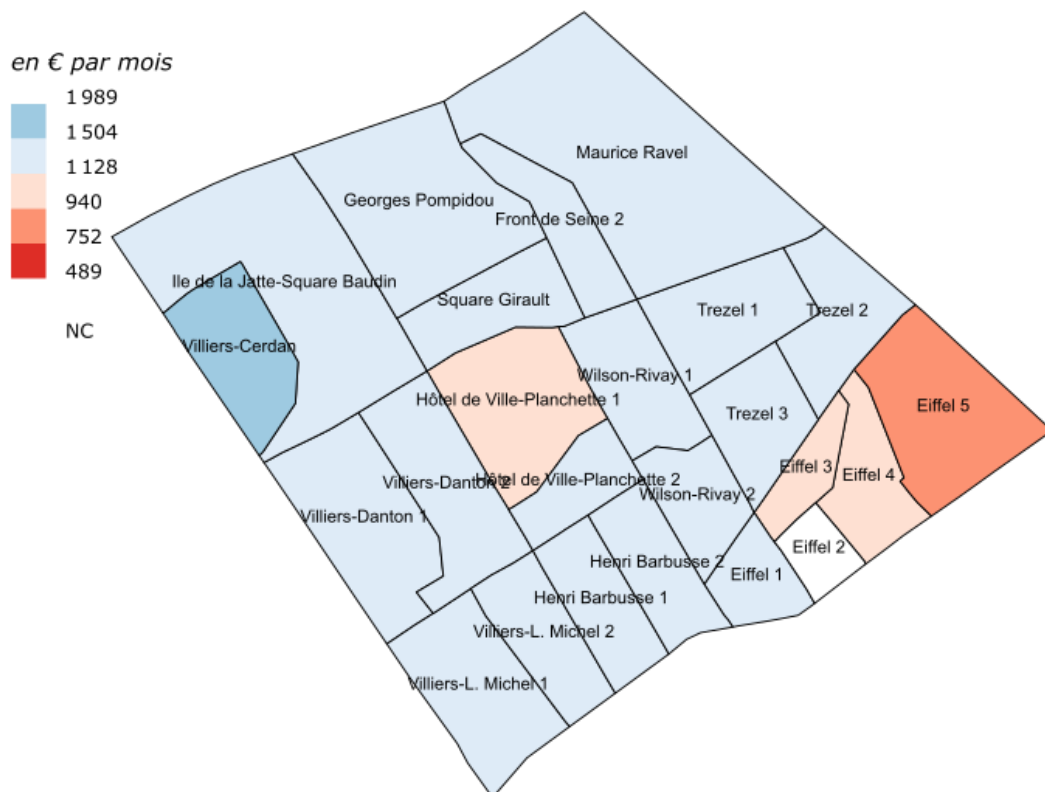 en € par mois
1 989
1 504
1 128
940
752
489
NC
Maurice Ravel
Georges Pompidou
Front de Seine 2
Ile de la Jatte-Square Baudin
Square Girault
Trezel 1
Trezel 2
Villiers-Cerdan
Wilson-Rivay 1
Hôtel de Ville-Planchette 1
Trezel 3
Eiffel 5
Eiffel 3
Eiffel 4
Villiers-Danton 2
Hôtel de Ville-Planchette 2
Wilson-Rivay 2
Villiers-Danton 1
Eiffel 2
Henri Barbusse 2
Eiffel 1
Henri Barbusse 1
Villiers-L. Michel 2
Villiers-L. Michel 1